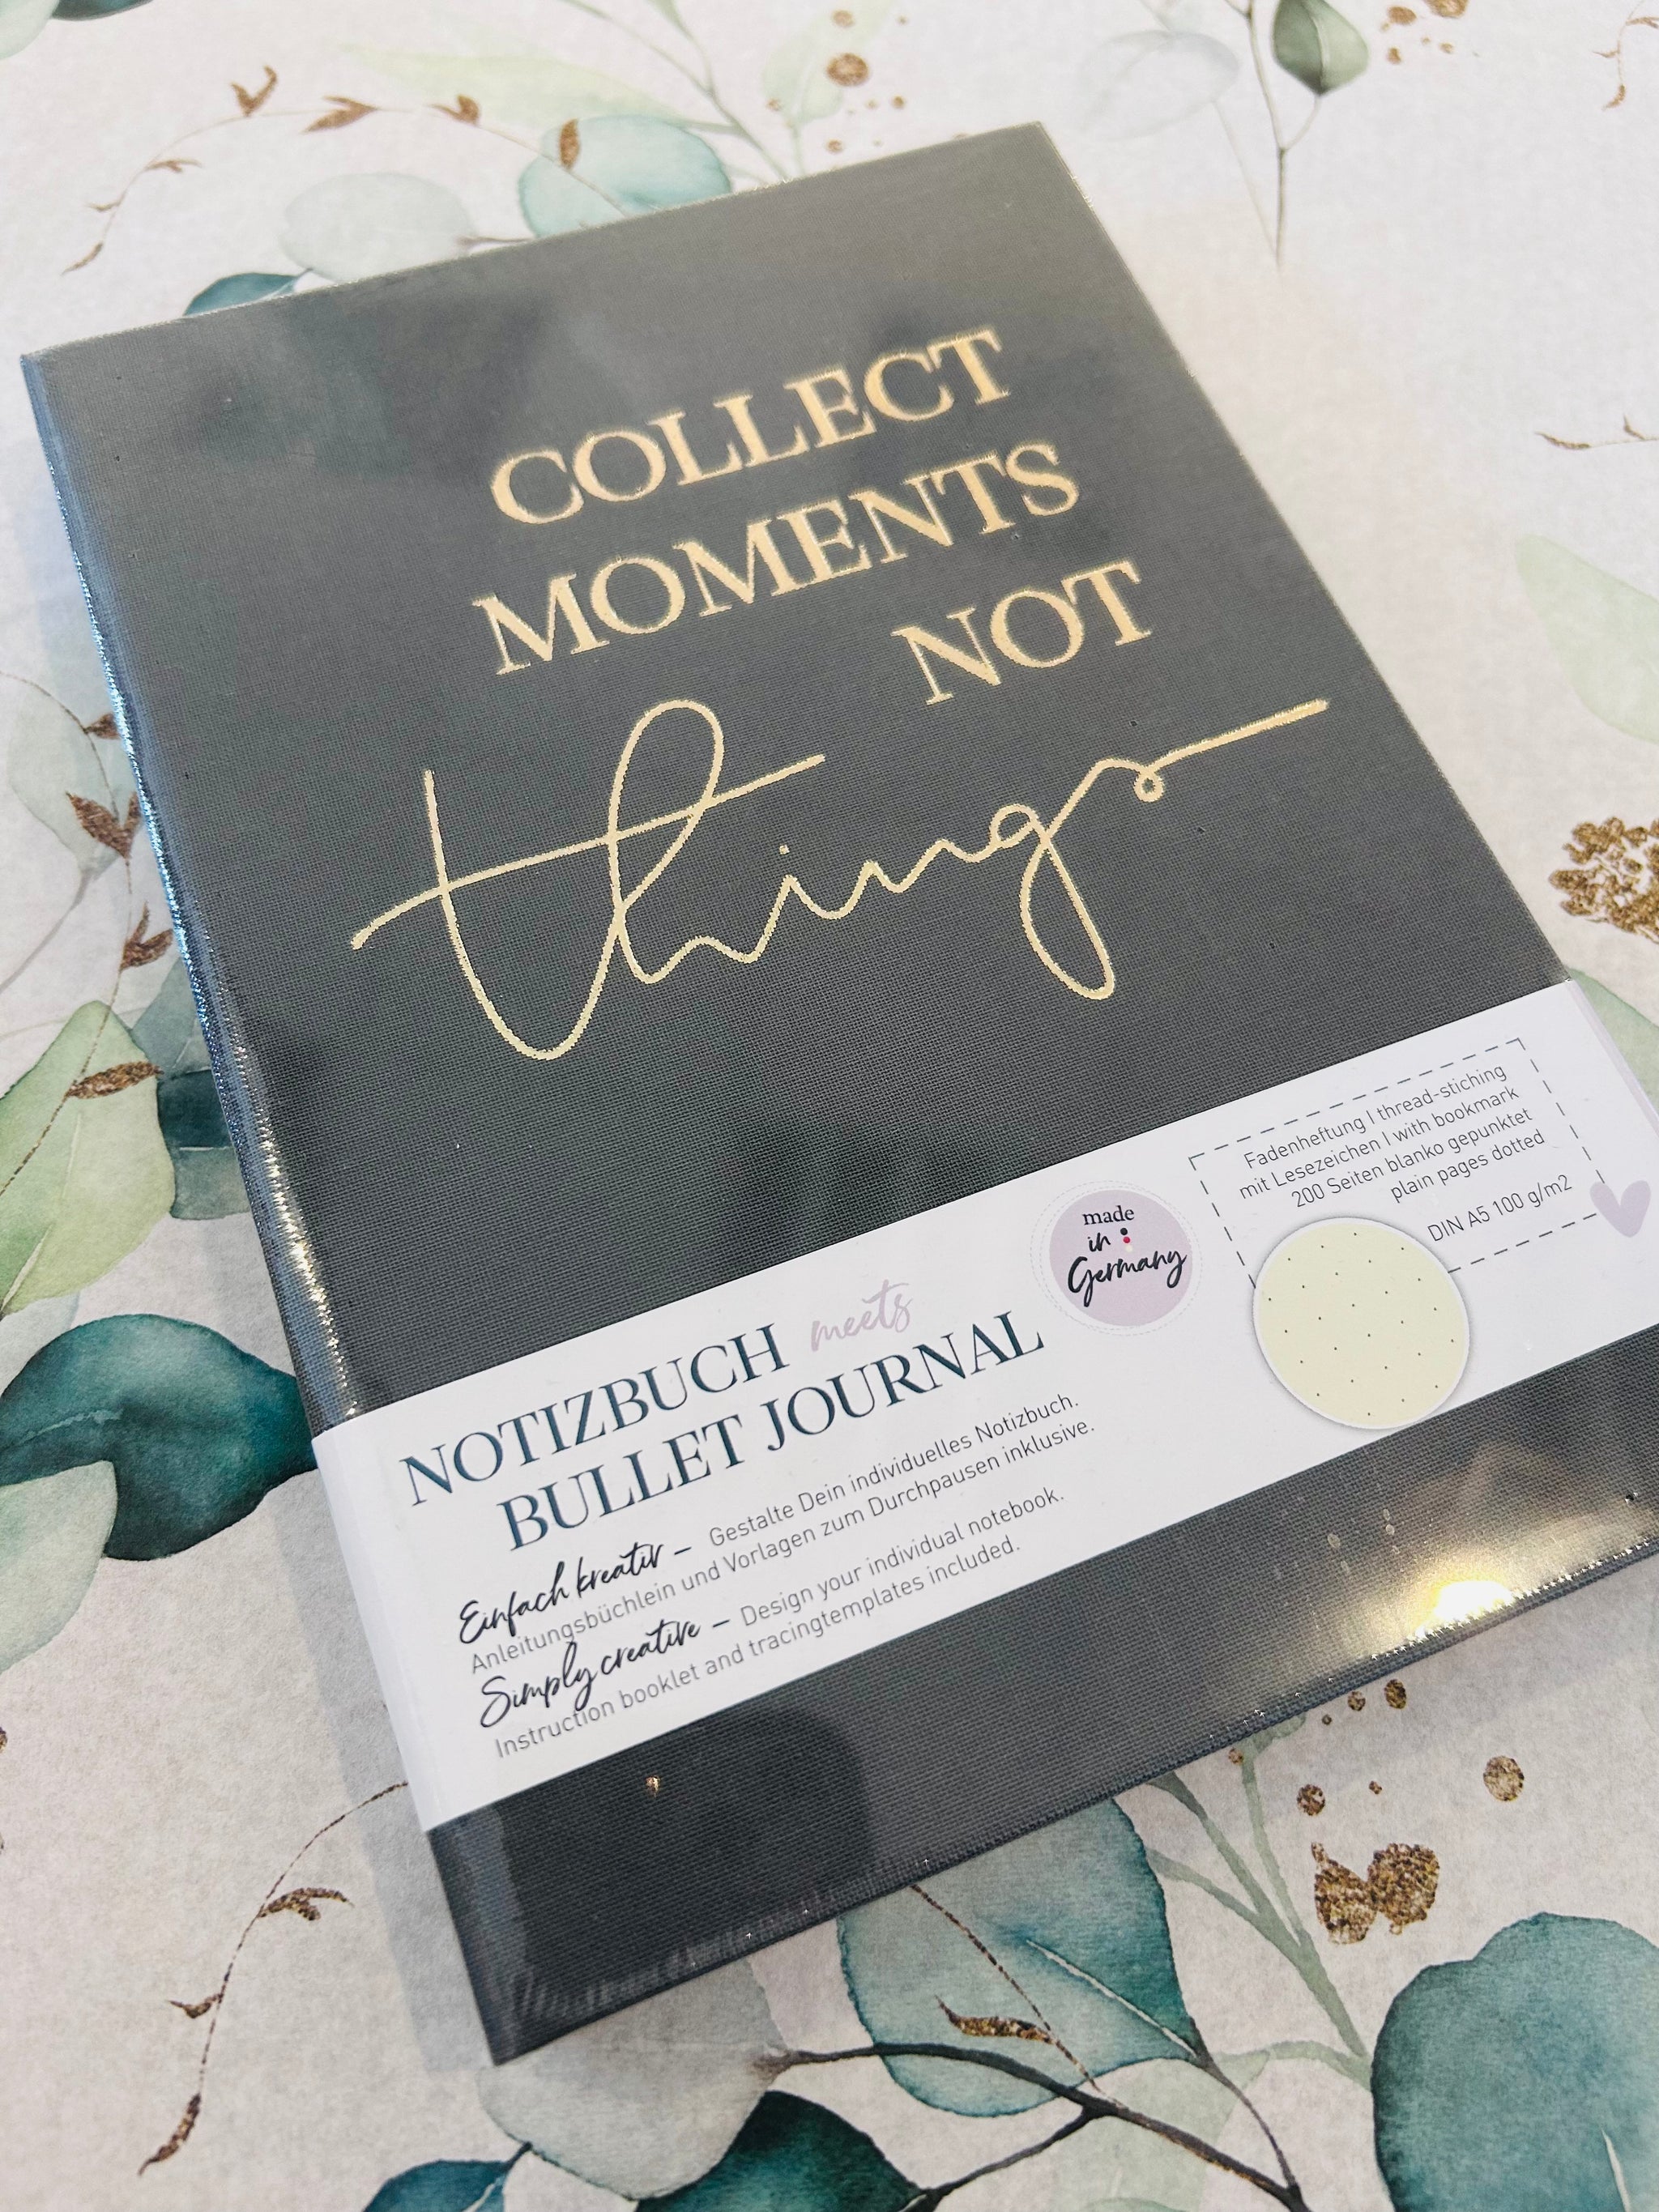 COLLECT
MOMENTS
NOT
things
Fadenheftung | thread-stiching
mit Lesezeichen | with bookmark
200 Seiten blanko gepunktet
plain pages dotted
DIN A5 100 g/m2
made
in
Germany
NOTIZBUCH meets
BULLET JOURNAL
Einfach kreativ – Gestalte Dein individuelles Notizbuch.
Anleitungsbüchlein und Vorlagen zum Durchpausen inklusive.
Simply creative – Design your individual notebook.
Instruction booklet and tracingtemplates included.